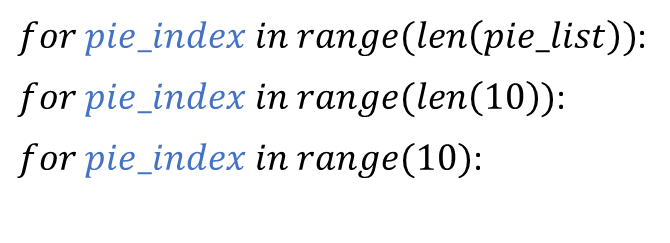 for pie_index in range(len(pie_list)):
for pie_index in range(len(10)):
for pie_index in range(10):